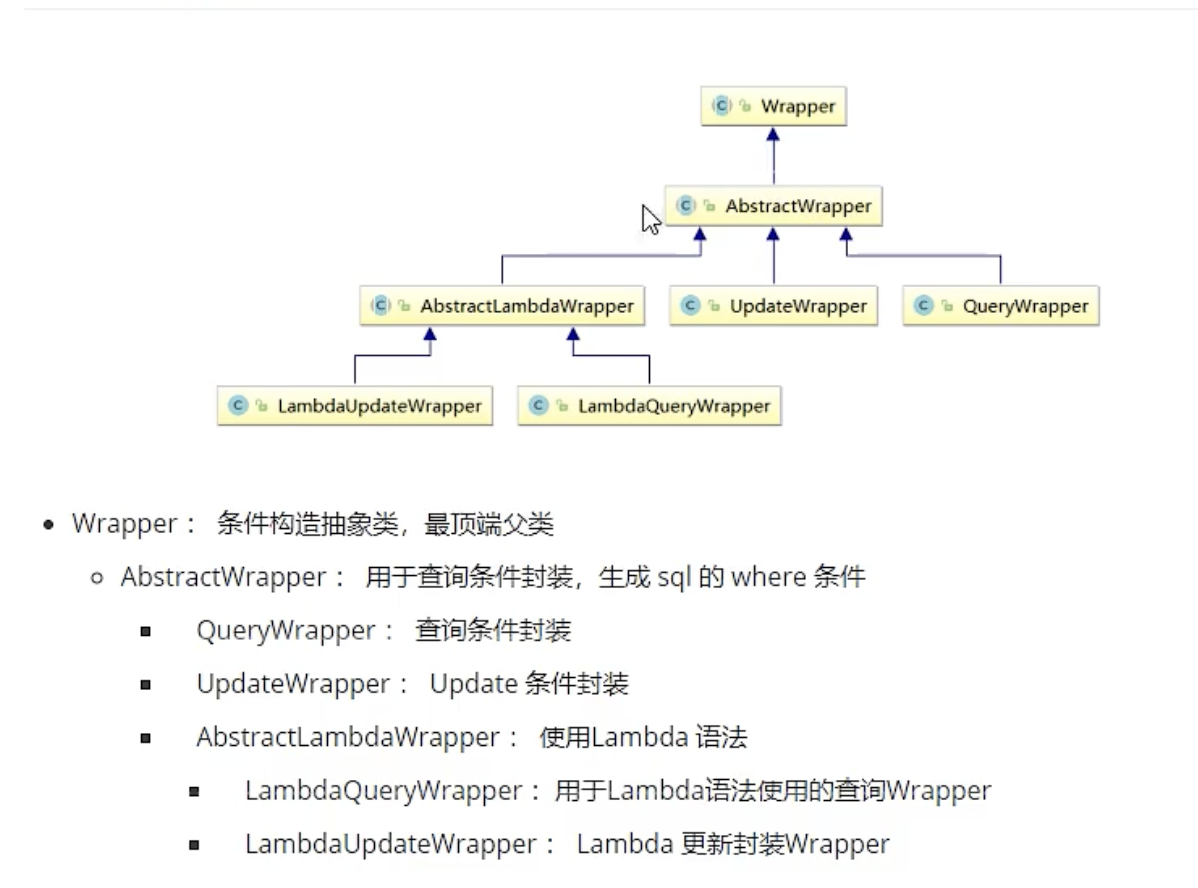 Wrapper
AbstractWrapper
AbstractLambdaWrapper
UpdateWrapper
QueryWrapper
LambdaUpdateWrapper
LambdaQueryWrapper
Wrapper： 条件构造抽象类，最顶端父类
AbstractWrapper： 用于查询条件封装，生成 sql 的 where 条件
QueryWrapper： 查询条件封装
UpdateWrapper： Update 条件封装
AbstractLambdaWrapper： 使用Lambda 语法
LambdaQueryWrapper：用于Lambda语法使用的查询Wrapper
LambdaUpdateWrapper： Lambda 更新封装Wrapper